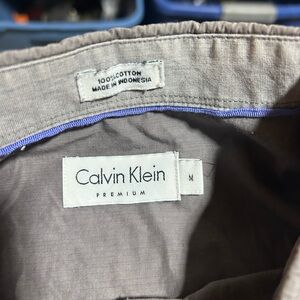 100% COTTON
MADE IN INDONESIA
Calvin Klein
PREMIUM
M